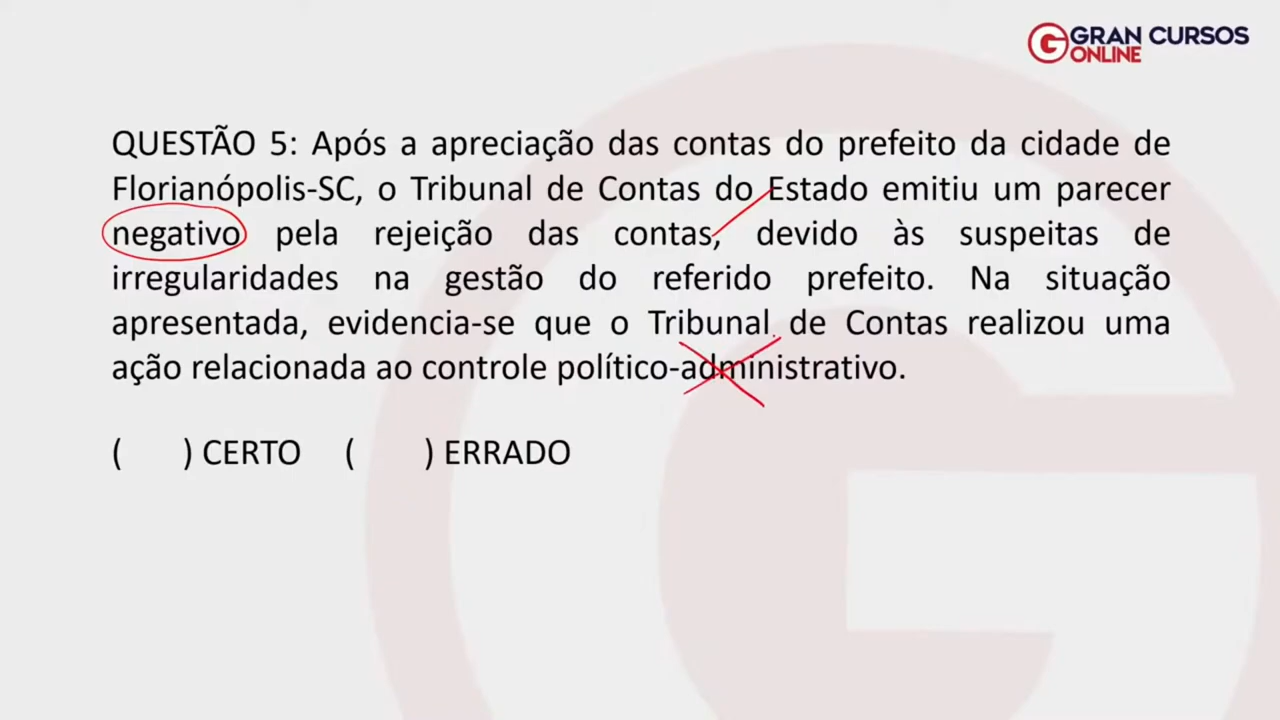 GRAN CURSOS
ONLINE
QUESTÃO 5: Após a apreciação das contas do prefeito da cidade de
Florianópolis-SC, o Tribunal de Contas do Estado emitiu um parecer
negativo pela rejeição das contas, devido às suspeitas de
irregularidades na gestão do referido prefeito. Na situação
apresentada, evidencia-se que o Tribunal de Contas realizou uma
ação relacionada ao controle político-administrativo.
( ) CERTO ( ) ERRADO